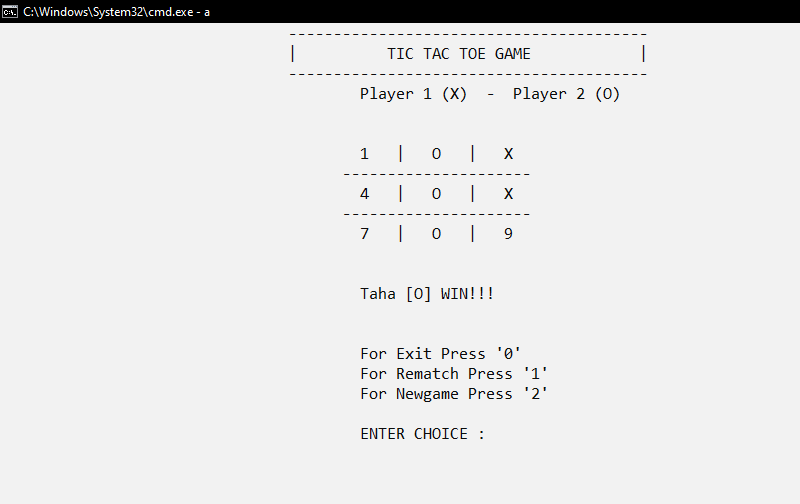 C:\Windows\System32\cmd.exe - a
---------------------------------------
|          TIC TAC TOE GAME            |
---------------------------------------
Player 1 (X)  -  Player 2 (O)
1   |   O   |   X
---------------------
4   |   O   |   X
---------------------
7   |   O   |   9
Taha [O] WIN!!!
For Exit Press '0'
For Rematch Press '1'
For Newgame Press '2'
ENTER CHOICE :